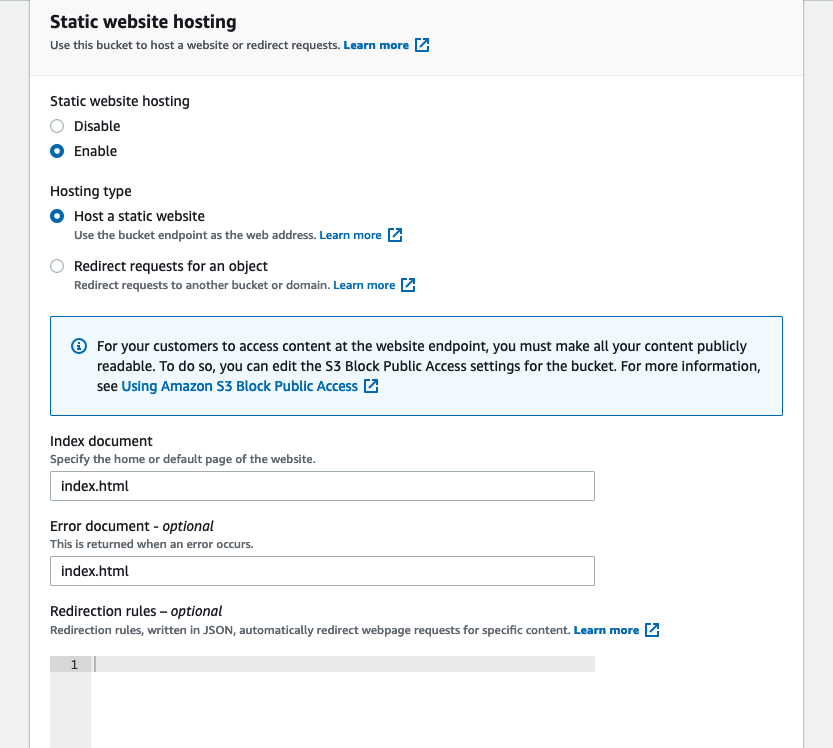 Static website hosting
Use this bucket to host a website or redirect requests. Learn more
Static website hosting
Disable
Enable
Hosting type
Host a static website
Use the bucket endpoint as the web address. Learn more
Redirect requests for an object
Redirect requests to another bucket or domain. Learn more
For your customers to access content at the website endpoint, you must make all your content publicly
readable. To do so, you can edit the S3 Block Public Access settings for the bucket. For more information,
see Using Amazon S3 Block Public Access
Index document
Specify the home or default page of the website.
index.html
Error document - optional
This is returned when an error occurs.
index.html
Redirection rules – optional
Redirection rules, written in JSON, automatically redirect webpage requests for specific content. Learn more
1